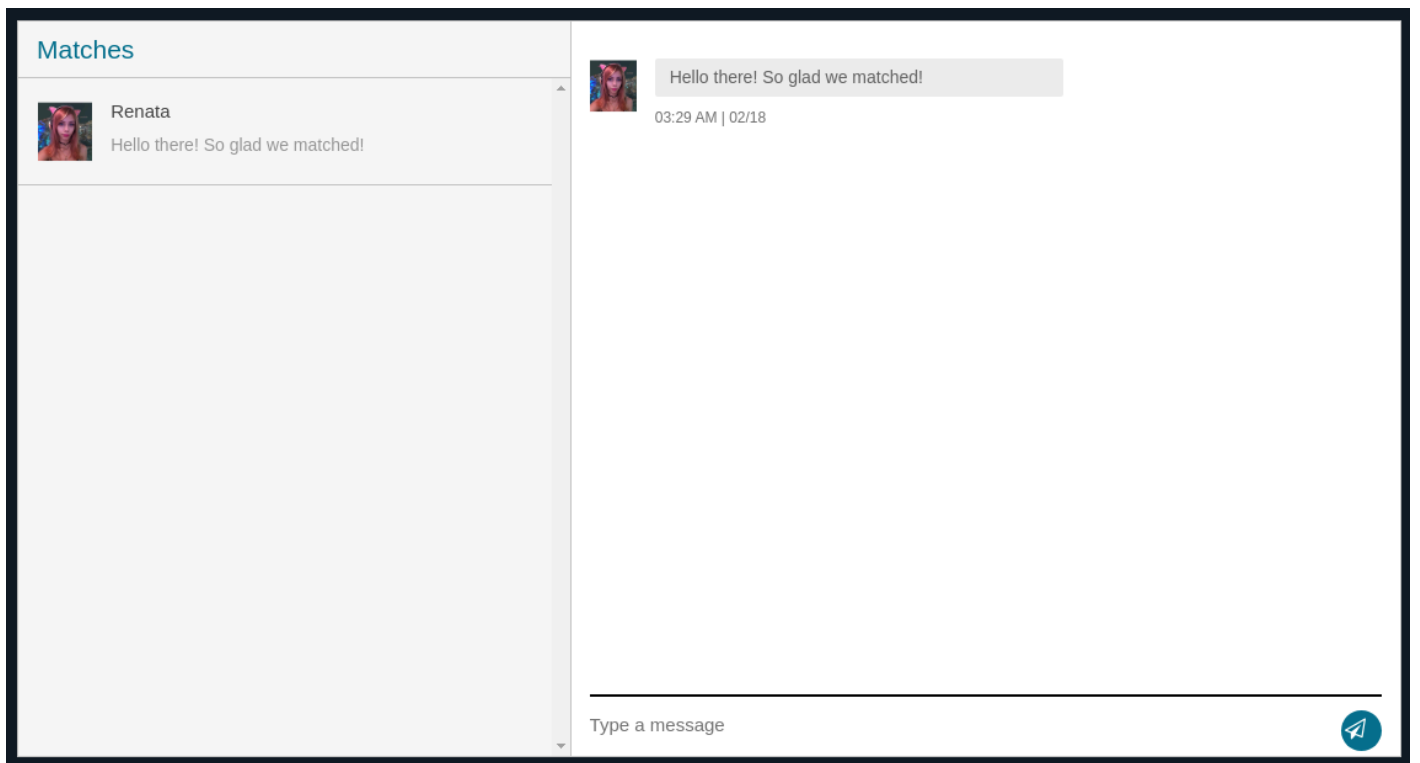 Matches
Renata
Hello there! So glad we matched!
Hello there! So glad we matched!
03:29 AM | 02/18
Type a message